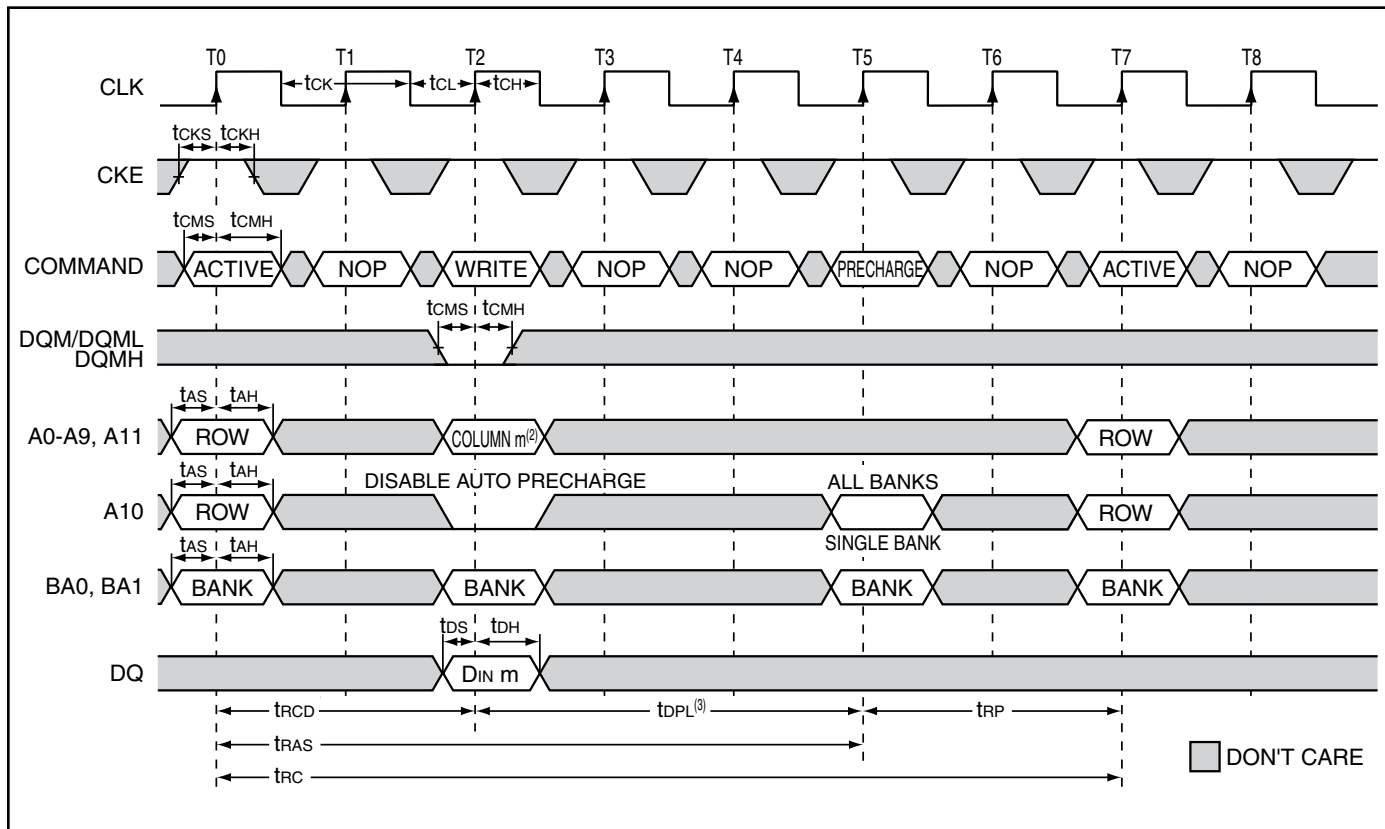 T0 T1 T2 T3 T4 T5 T6 T7 T8
CLK tCK tCL tCH
tCKS tCKH
CKE
tCMS tCMH
COMMAND ACTIVE NOP WRITE NOP NOP PRECHARGE NOP ACTIVE NOP
tCMS tCMH
DQM/DQML
DQMH
tAS tAH
A0-A9, A11 ROW COLUMN m(2) ROW
tAS tAH DISABLE AUTO PRECHARGE ALL BANKS
A10 ROW ROW
tAS tAH SINGLE BANK
BA0, BA1 BANK BANK BANK BANK
tDS tDH
DQ DIN m
tRCD tDPL(3) tRP
tRAS
tRC
DON'T CARE